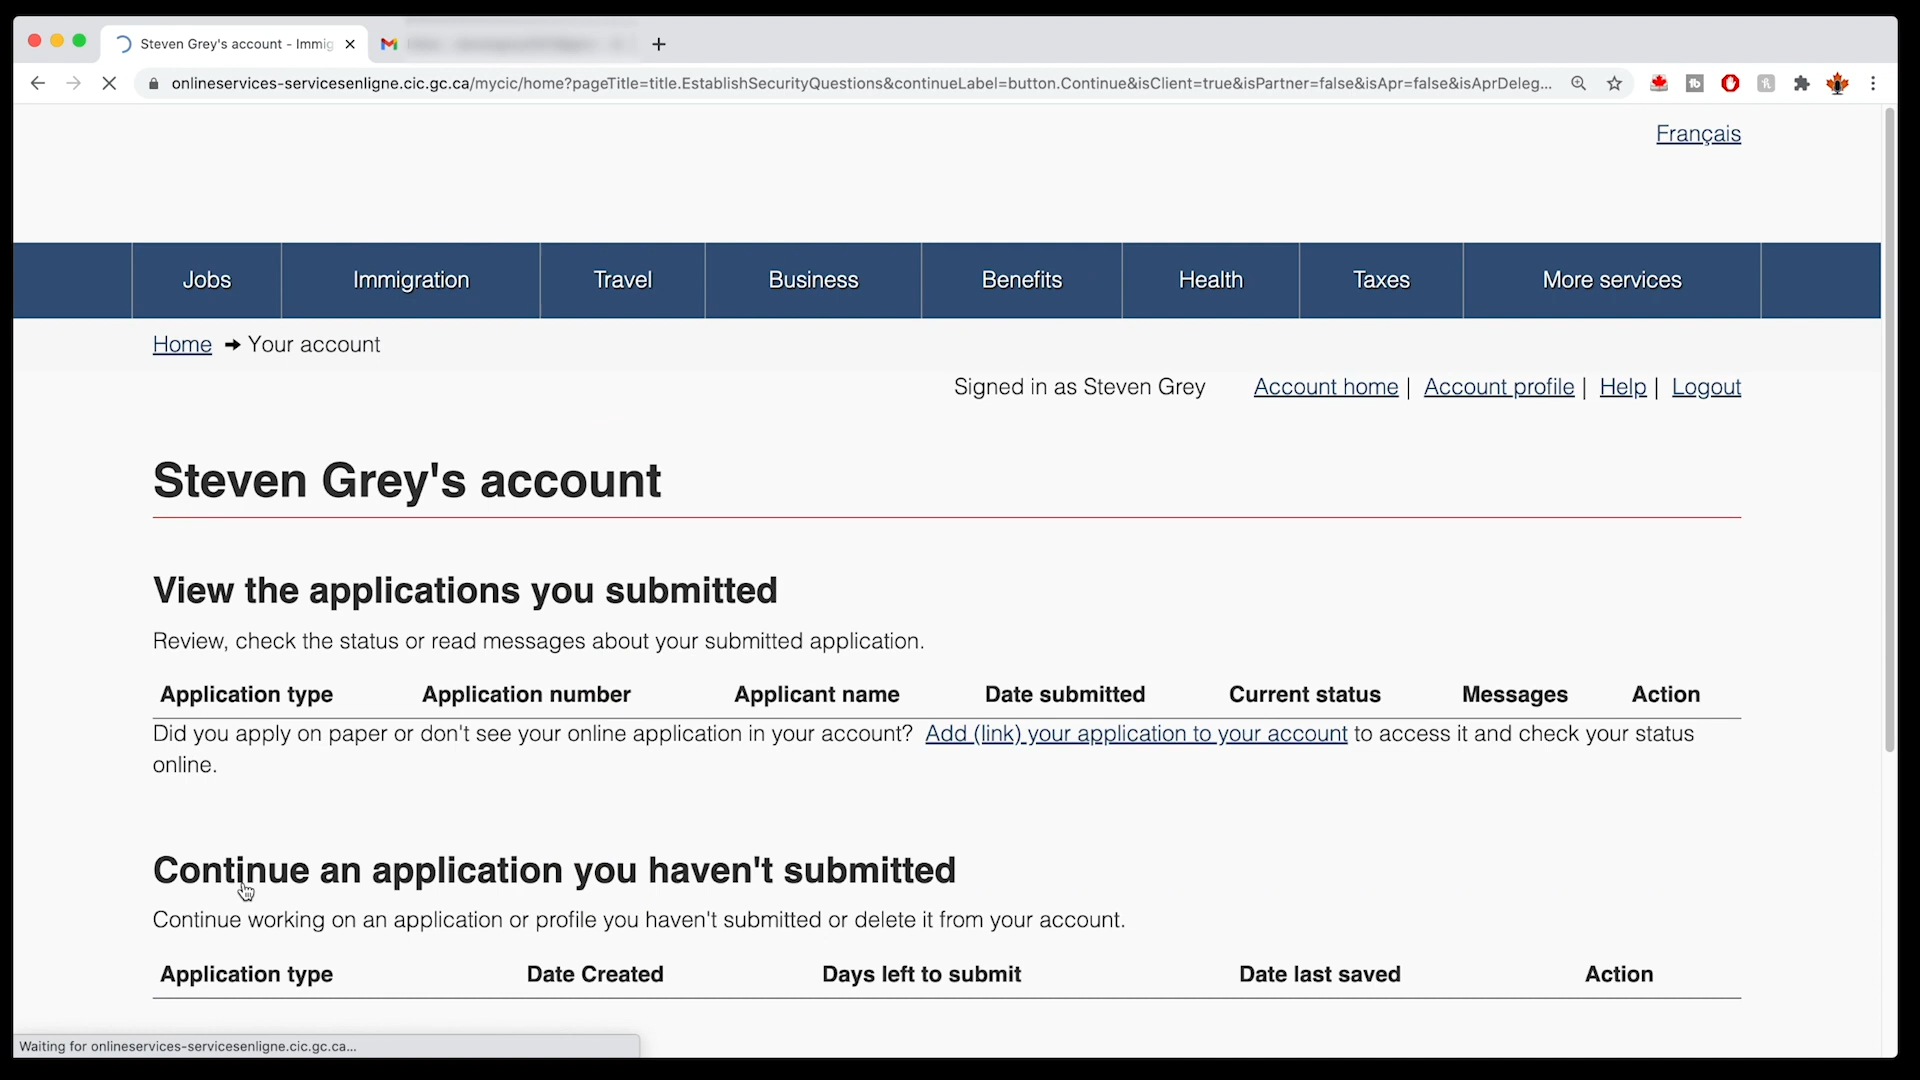 Steven Grey's account - Immig
onlineservices-servicesenligne.cic.gc.ca/mycic/home?pageTitle=title.EstablishSecurityQuestions&continueLabel=button.Continue&isClient=true&isPartner=false&isApr=false&isAprDeleg...
Français
Jobs Immigration Travel Business Benefits Health Taxes More services
Home → Your account
Signed in as Steven Grey Account home | Account profile | Help | Logout
Steven Grey's account
View the applications you submitted
Review, check the status or read messages about your submitted application.
Application type Application number Applicant name Date submitted Current status Messages Action
Did you apply on paper or don't see your online application in your account? Add (link) your application to your account to access it and check your status
online.
Continue an application you haven't submitted
Continue working on an application or profile you haven't submitted or delete it from your account.
Application type Date Created Days left to submit Date last saved Action
Waiting for onlineservices-servicesenligne.cic.gc.ca...